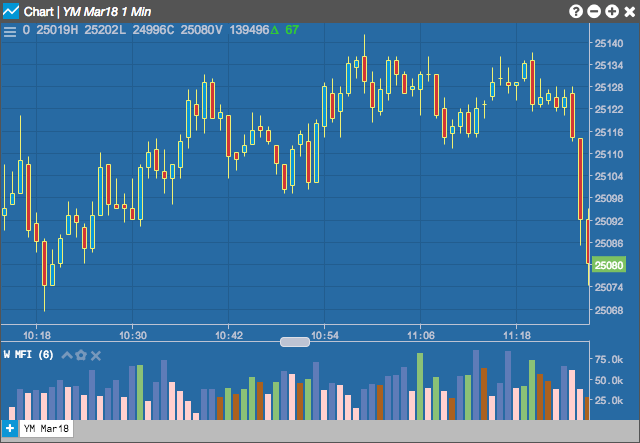 Chart | YM Mar18 1 Min
O 25019H 25202L 24996C 25080V 139496Δ 67
25140
25134
25128
25122
25116
25110
25104
25098
25092
25086
25080
25074
25068
10:18 10:30 10:42 10:54 11:06 11:18
W MFI (6)
75.0k
50.0k
25.0k
YM Mar18